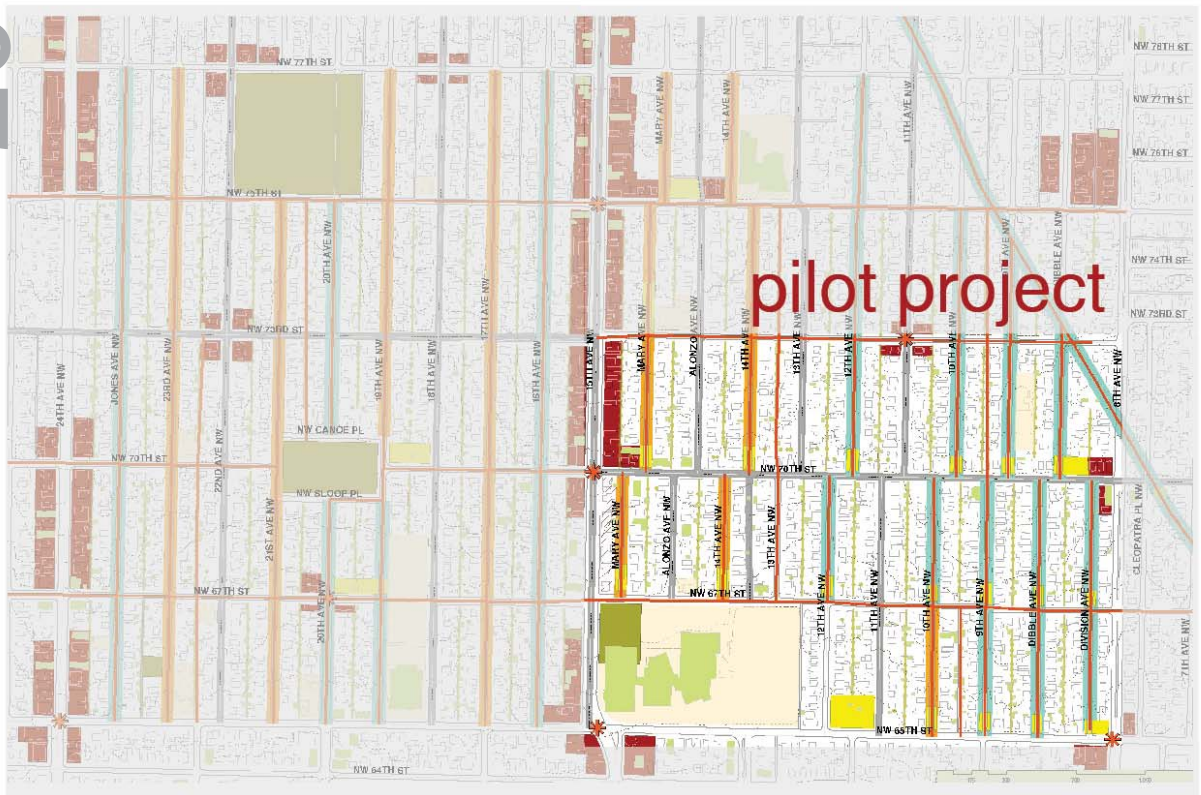 NW 77TH ST
NW 78TH ST
NW 77TH ST
NW 76TH ST
MARY AVE NW
14TH AVE NW
11TH AVE NW
NW 75TH ST
20TH AVE NW
17TH AVE NW
NW 74TH ST
pilot project
NW 73RD ST
NW 73RD ST
JONES AVE NW
23RD AVE NW
19TH AVE NW
18TH AVE NW
15TH AVE NW
MARY AVE NW
ALONZO AVE NW
14TH AVE NW
13TH AVE NW
12TH AVE NW
10TH AVE NW
8TH AVE NW
24TH AVE NW
NW CANOE PL
NW 70TH ST
22ND AVE NW
NW SLOOP PL
NW 70TH ST
21ST AVE NW
MARY AVE NW
ALONZO AVE NW
14TH AVE NW
13TH AVE NW
CLEOPATRA PL NW
NW 67TH ST
NW 67TH ST
20TH AVE NW
12TH AVE NW
11TH AVE NW
10TH AVE NW
9TH AVE NW
DIBBLE AVE NW
DIVISION AVE NW
7TH AVE NW
NW 65TH ST
NW 64TH ST